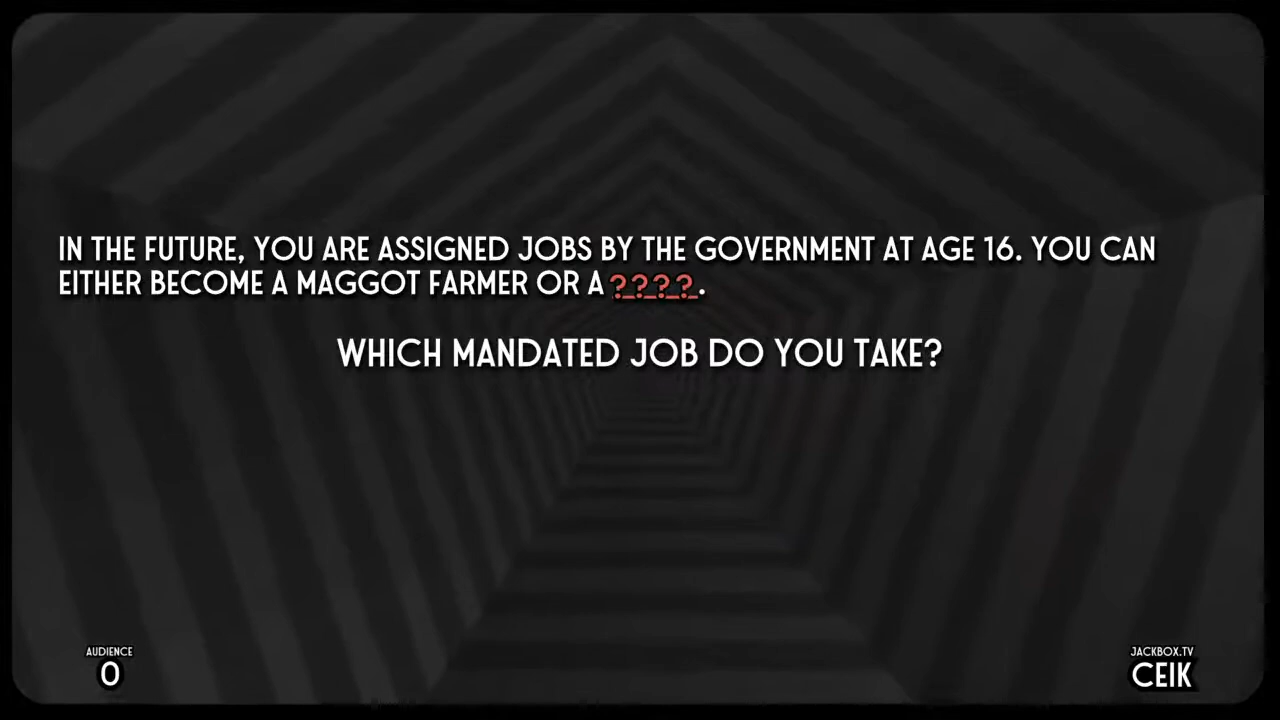 IN THE FUTURE, YOU ARE ASSIGNED JOBS BY THE GOVERNMENT AT AGE 16. YOU CAN
EITHER BECOME A MAGGOT FARMER OR A ????.
WHICH MANDATED JOB DO YOU TAKE?
AUDIENCE
0
JACKBOX.TV
CEIK